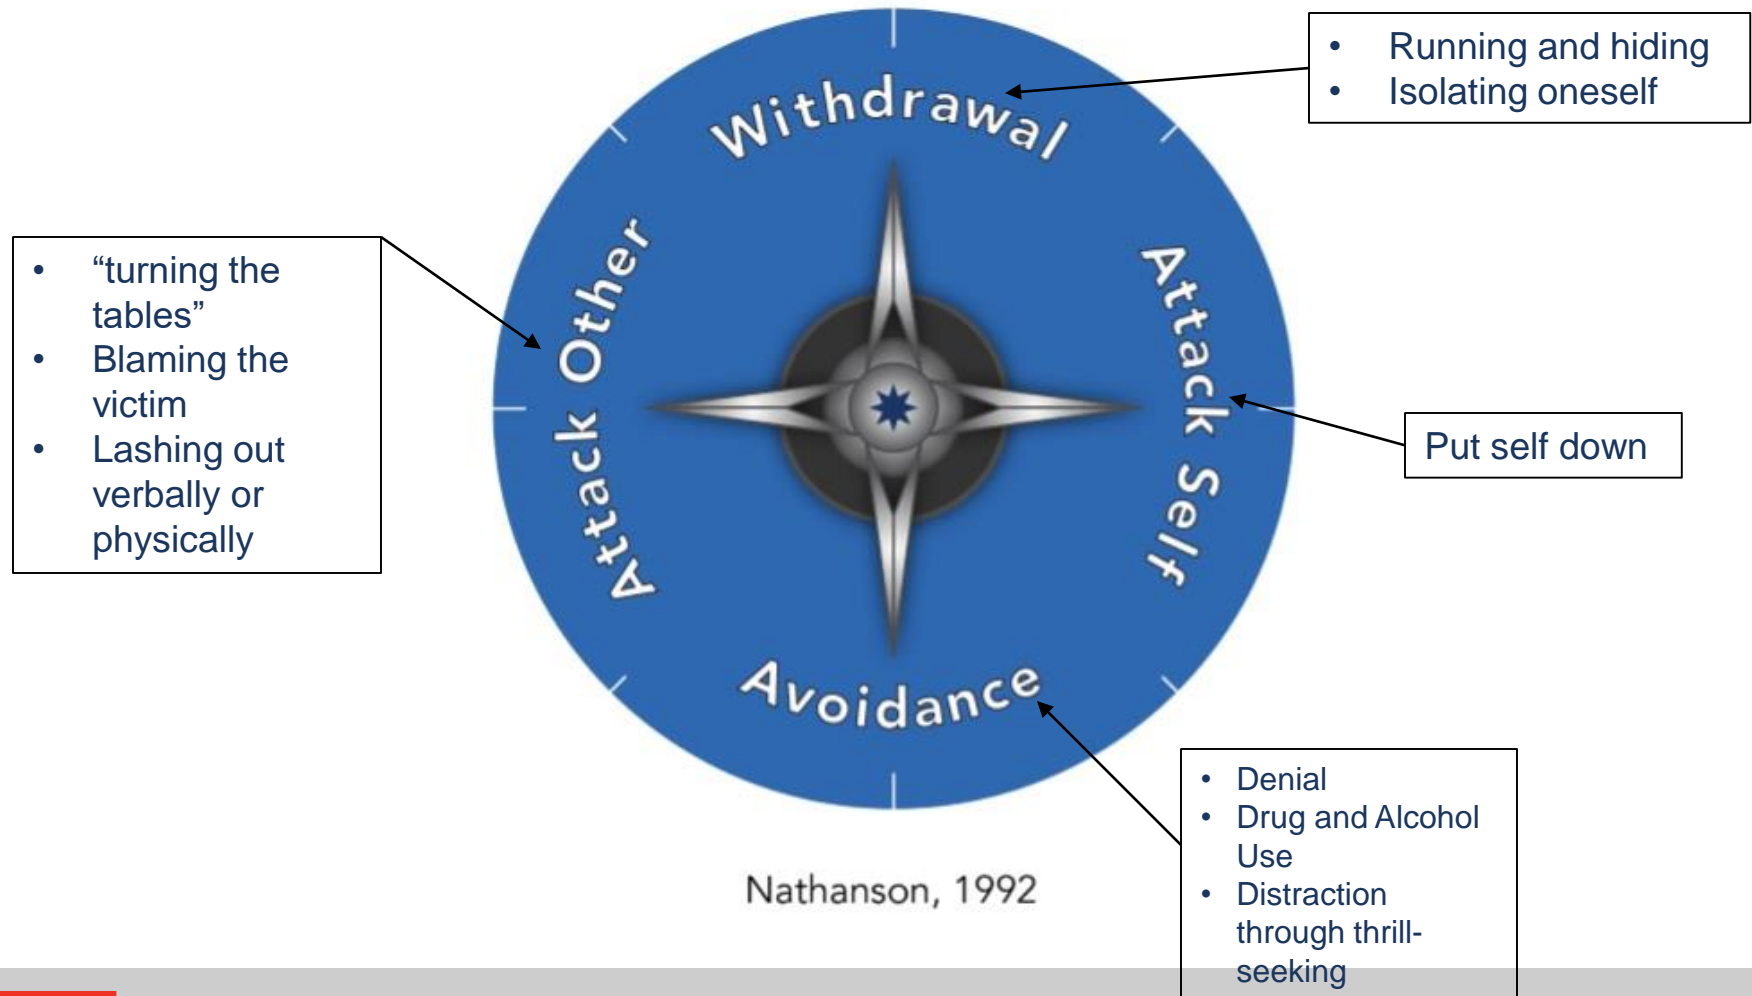 • Running and hiding
• Isolating oneself
Withdrawal
• “turning the
tables”
• Blaming the
victim
• Lashing out
verbally or
physically
Attack Other
Attack Self
Put self down
Avoidance
• Denial
• Drug and Alcohol
Use
• Distraction
through thrill-
seeking
Nathanson, 1992